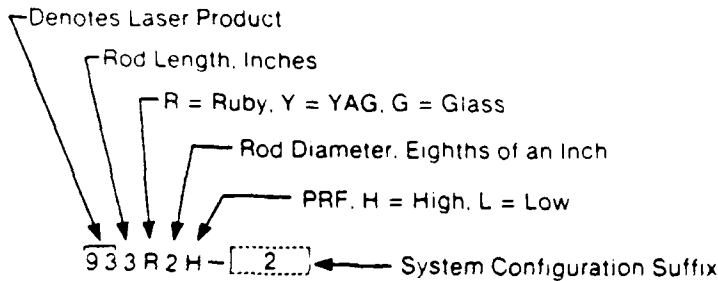 Denotes Laser Product
Rod Length, Inches
R = Ruby, Y = YAG, G = Glass
Rod Diameter, Eighths of an Inch
PRF, H = High, L = Low
933R2H-2
System Configuration Suffix